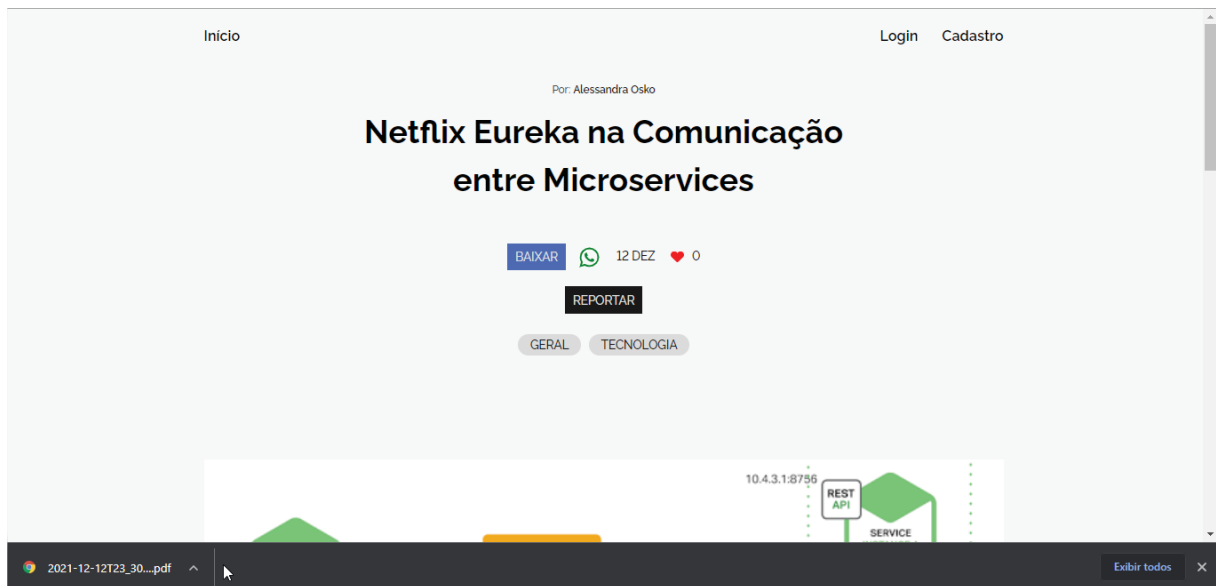 Início
Login Cadastro
Por: Alessandra Osko
Netflix Eureka na Comunicação
entre Microservices
BAIXAR 12 DEZ 0
REPORTAR
GERAL TECNOLOGIA
10.4.3.1:8756
REST
API
SERVICE
2021-12-12T23_30....pdf
Exibir todos